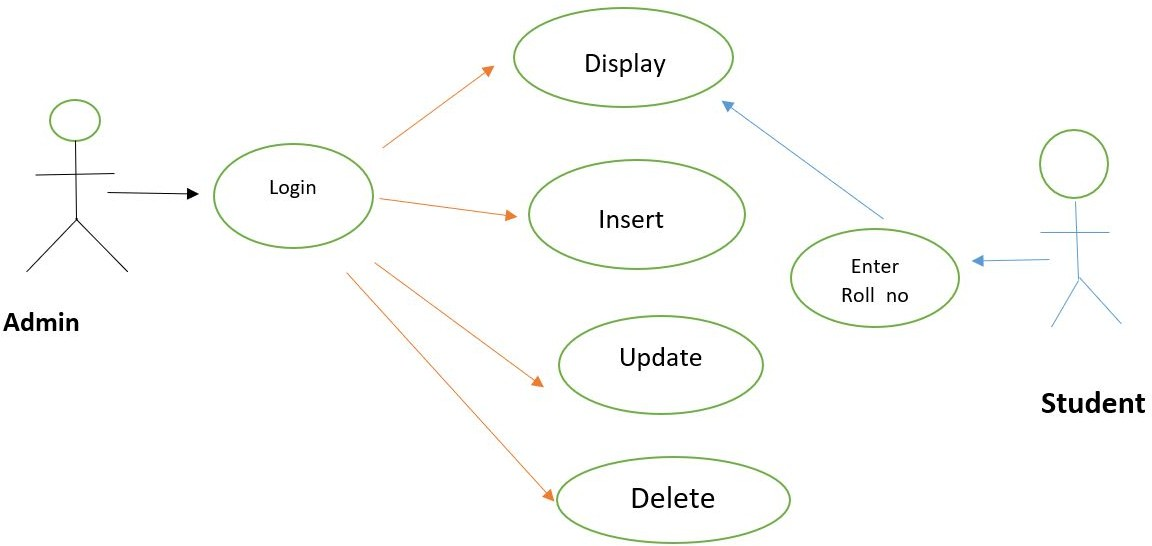 Display
Login
Insert
Enter
Roll no
Admin
Update
Student
Delete